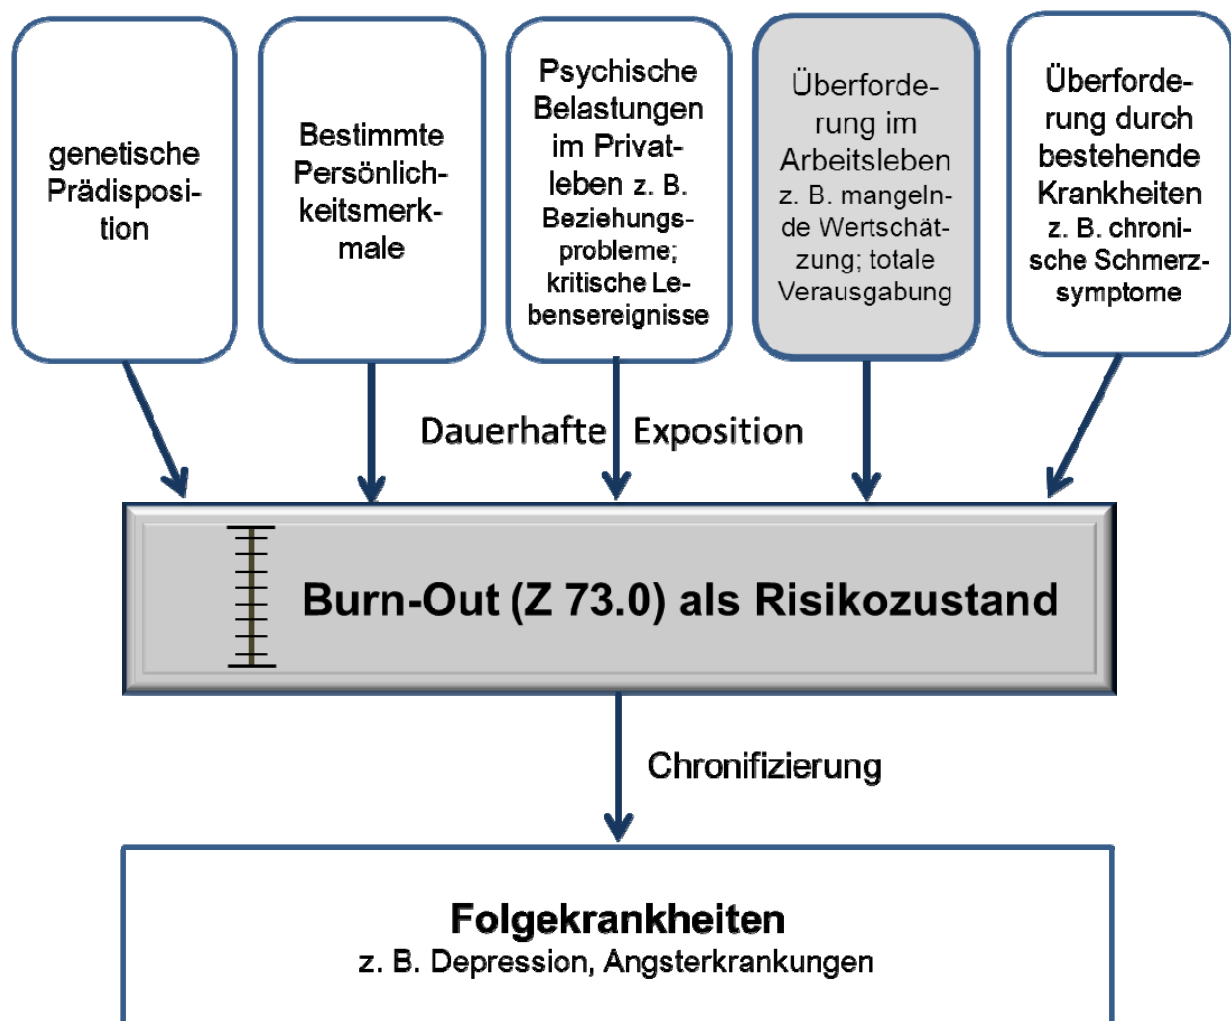 genetische
Prädisposi-
tion
Bestimmte
Persönlich-
keitsmerk-
male
Psychische
Belastungen
im Privat-
leben z. B.
Beziehungs-
probleme;
kritische Le-
bensereignisse
Überforde-
rung im
Arbeitsleben
z. B. mangeln-
de Wertschät-
zung; totale
Verausgabung
Überforde-
rung durch
bestehende
Krankheiten
z. B. chroni-
sche Schmerz-
symptome
Dauerhafte Exposition
Burn-Out (Z 73.0) als Risikozustand
Chronifizierung
Folgekrankheiten
z. B. Depression, Angsterkrankungen